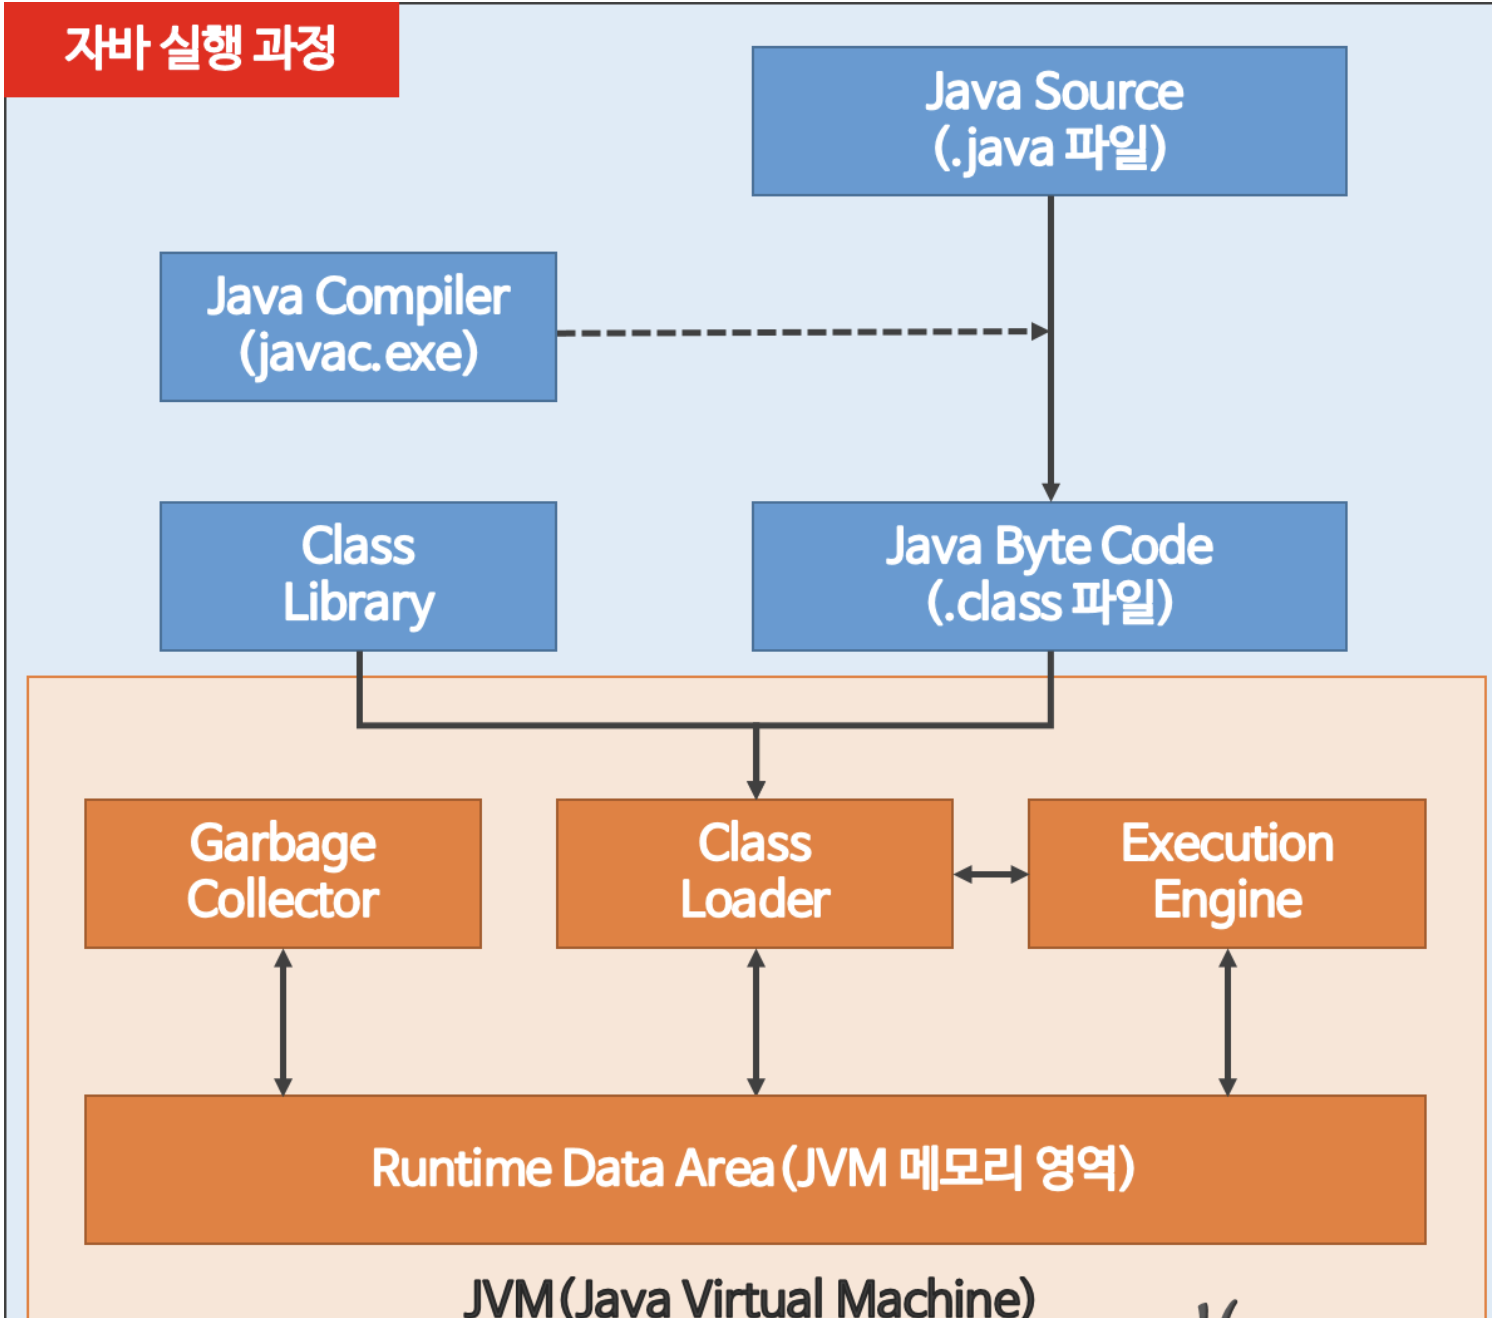 자바 실행 과정
Java Source
(.java 파일)
Java Compiler
(javac.exe)
Class
Library
Java Byte Code
(.class 파일)
Garbage
Collector
Class
Loader
Execution
Engine
Runtime Data Area(JVM 메모리 영역)
JVM(Java Virtual Machine)